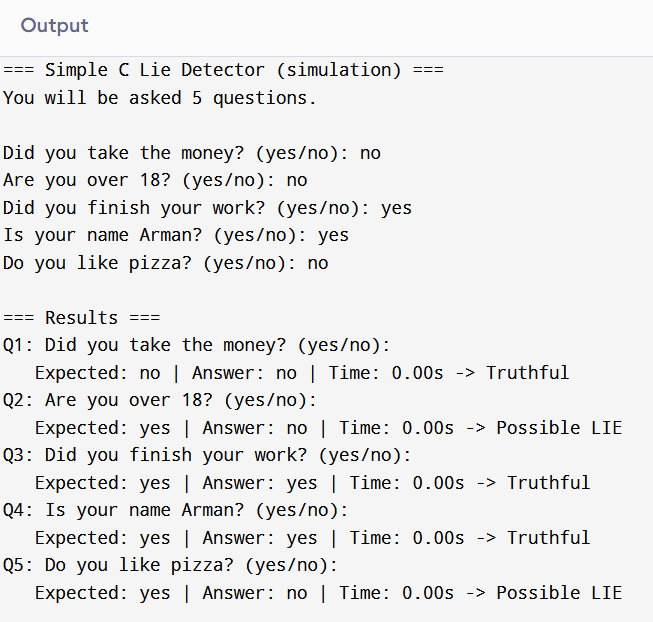 Output
=== Simple C Lie Detector (simulation) ===
You will be asked 5 questions.
Did you take the money? (yes/no): no
Are you over 18? (yes/no): no
Did you finish your work? (yes/no): yes
Is your name Arman? (yes/no): yes
Do you like pizza? (yes/no): no
=== Results ===
Q1: Did you take the money? (yes/no):
Expected: no | Answer: no | Time: 0.00s -> Truthful
Q2: Are you over 18? (yes/no):
Expected: yes | Answer: no | Time: 0.00s -> Possible LIE
Q3: Did you finish your work? (yes/no):
Expected: yes | Answer: yes | Time: 0.00s -> Truthful
Q4: Is your name Arman? (yes/no):
Expected: yes | Answer: yes | Time: 0.00s -> Truthful
Q5: Do you like pizza? (yes/no):
Expected: yes | Answer: no | Time: 0.00s -> Possible LIE